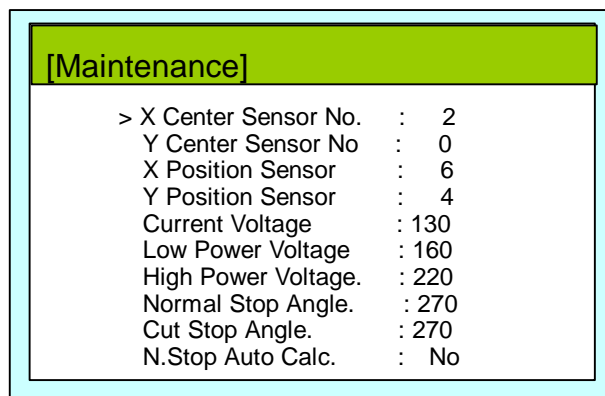 [Maintenance]
> X Center Sensor No. : 2
Y Center Sensor No : 0
X Position Sensor : 6
Y Position Sensor : 4
Current Voltage : 130
Low Power Voltage : 160
High Power Voltage. : 220
Normal Stop Angle. : 270
Cut Stop Angle. : 270
N.Stop Auto Calc. : No